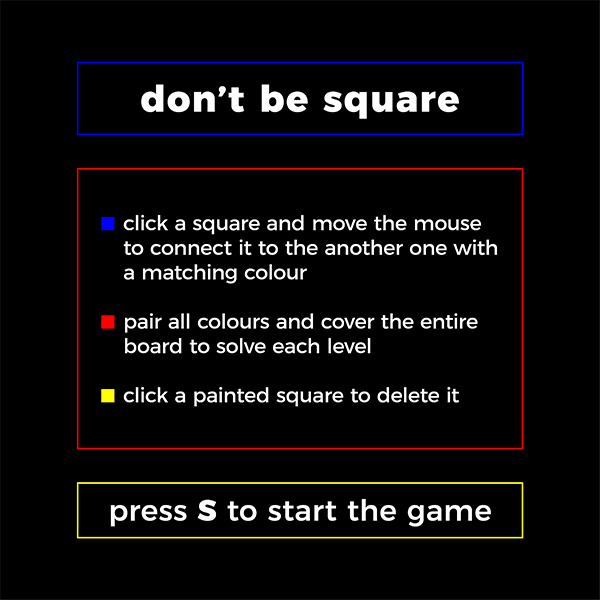 don’t be square
click a square and move the mouse
to connect it to the another one with
a matching colour
pair all colours and cover the entire
board to solve each level
click a painted square to delete it
press S to start the game